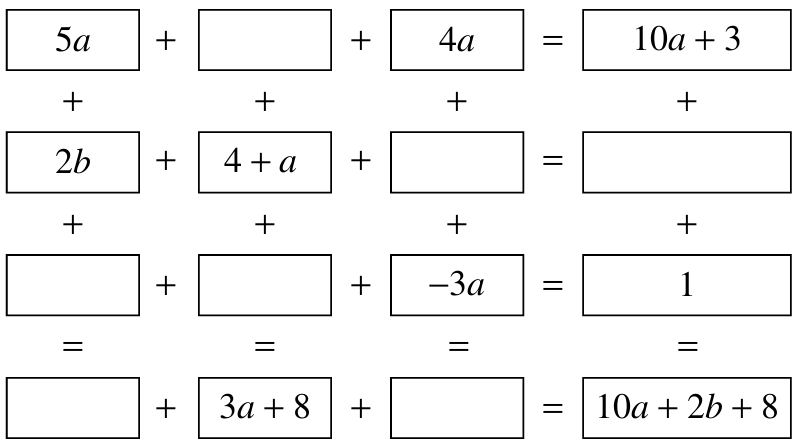 5a + + 4a = 10a + 3
+ + + +
2b + 4 + a + =
+ + + +
+ + −3a = 1
= = = =
+ 3a + 8 + = 10a + 2b + 8